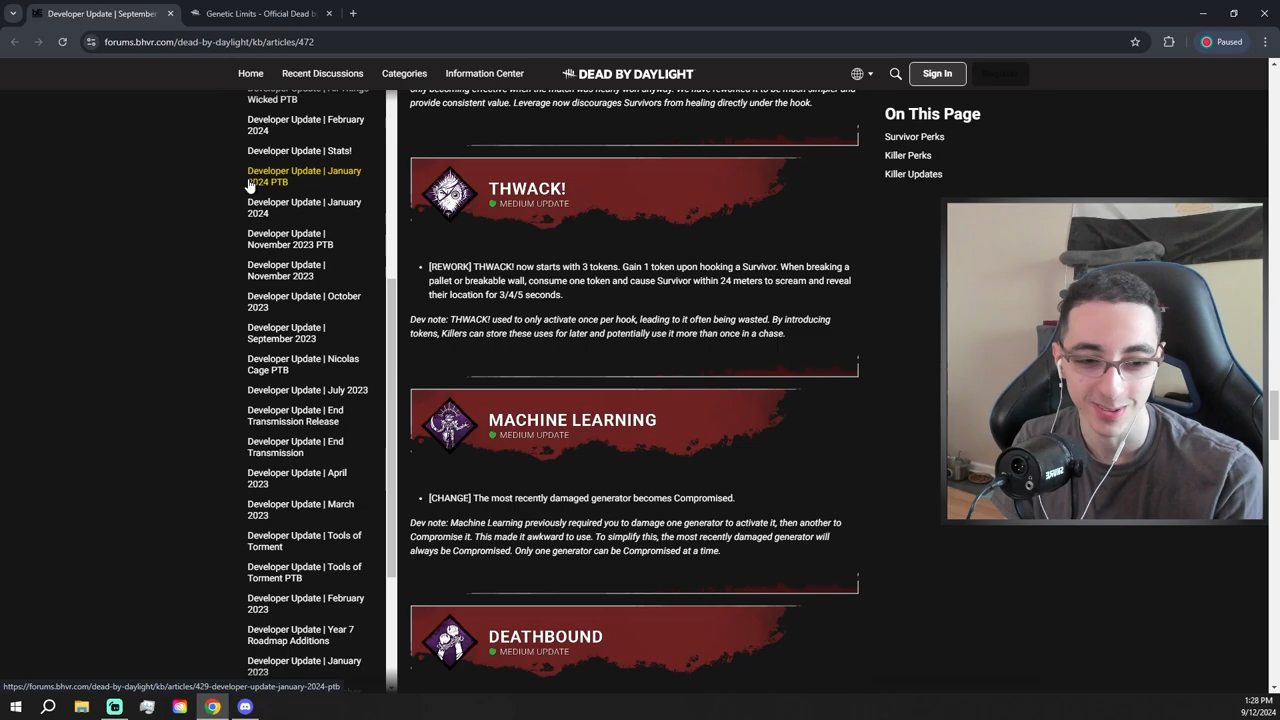 Developer Update | September
Genetic Limits - Official Dead b
forums.bhvr.com/dead-by-daylight/kb/articles/472
Paused
Home
Recent Discussions
Categories
Information Center
DEAD BY DAYLIGHT
Sign In
Register
Wicked PTB
Developer Update | February
2024
Developer Update | Stats!
Developer Update | January
2024 PTB
Developer Update | January
2024
Developer Update |
November 2023 PTB
Developer Update |
November 2023
Developer Update | October
2023
Developer Update |
September 2023
Developer Update | Nicolas
Cage PTB
Developer Update | July 2023
Developer Update | End
Transmission Release
Developer Update | End
Transmission
Developer Update | April
2023
Developer Update | March
2023
Developer Update | Tools of
Torment
Developer Update | Tools of
Torment PTB
Developer Update | February
2023
Developer Update | Year 7
Roadmap Additions
Developer Update | January
2023
only becoming effective when the match was nearly won anyway. We have reworked it to be much simpler and
provide consistent value. Leverage now discourages Survivors from healing directly under the hook.
THWACK!
MEDIUM UPDATE
• [REWORK] THWACK! now starts with 3 tokens. Gain 1 token upon hooking a Survivor. When breaking a
pallet or breakable wall, consume one token and cause Survivor within 24 meters to scream and reveal
their location for 3/4/5 seconds.
Dev note: THWACK! used to only activate once per hook, leading to it often being wasted. By introducing
tokens, Killers can store these uses for later and potentially use it more than once in a chase.
MACHINE LEARNING
MEDIUM UPDATE
• [CHANGE] The most recently damaged generator becomes Compromised.
Dev note: Machine Learning previously required you to damage one generator to activate it, then another to
Compromise it. This made it awkward to use. To simplify this, the most recently damaged generator will
always be Compromised. Only one generator can be Compromised at a time.
DEATHBOUND
MEDIUM UPDATE
On This Page
Survivor Perks
Killer Perks
Killer Updates
https://forums.bhvr.com/dead-by-daylight/kb/articles/429-developer-update-january-2024-ptb
1:28 PM
9/12/2024